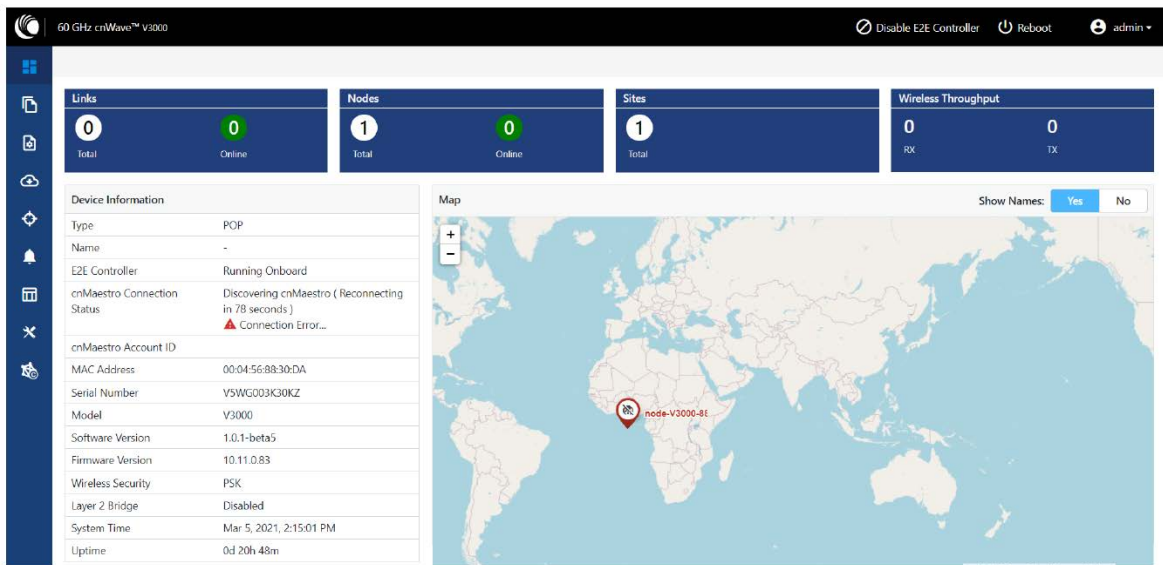 60 GHz cnWave™ V3000
Disable E2E Controller
Reboot
admin
Links
0
Total
0
Online
Nodes
1
Total
0
Online
Sites
1
Total
Wireless Throughput
0
RX
0
TX
Device Information
Type POP
Name -
E2E Controller Running Onboard
cnMaestro Connection Status Discovering cnMaestro ( Reconnecting
in 78 seconds )
Connection Error...
cnMaestro Account ID
MAC Address 00:04:56:88:30:DA
Serial Number V5WG003K30KZ
Model V3000
Software Version 1.0.1-beta5
Firmware Version 10.11.0.83
Wireless Security PSK
Layer 2 Bridge Disabled
System Time Mar 5, 2021, 2:15:01 PM
Uptime 0d 20h 48m
Map
Show Names: Yes No
+
-
node-V3000-8E